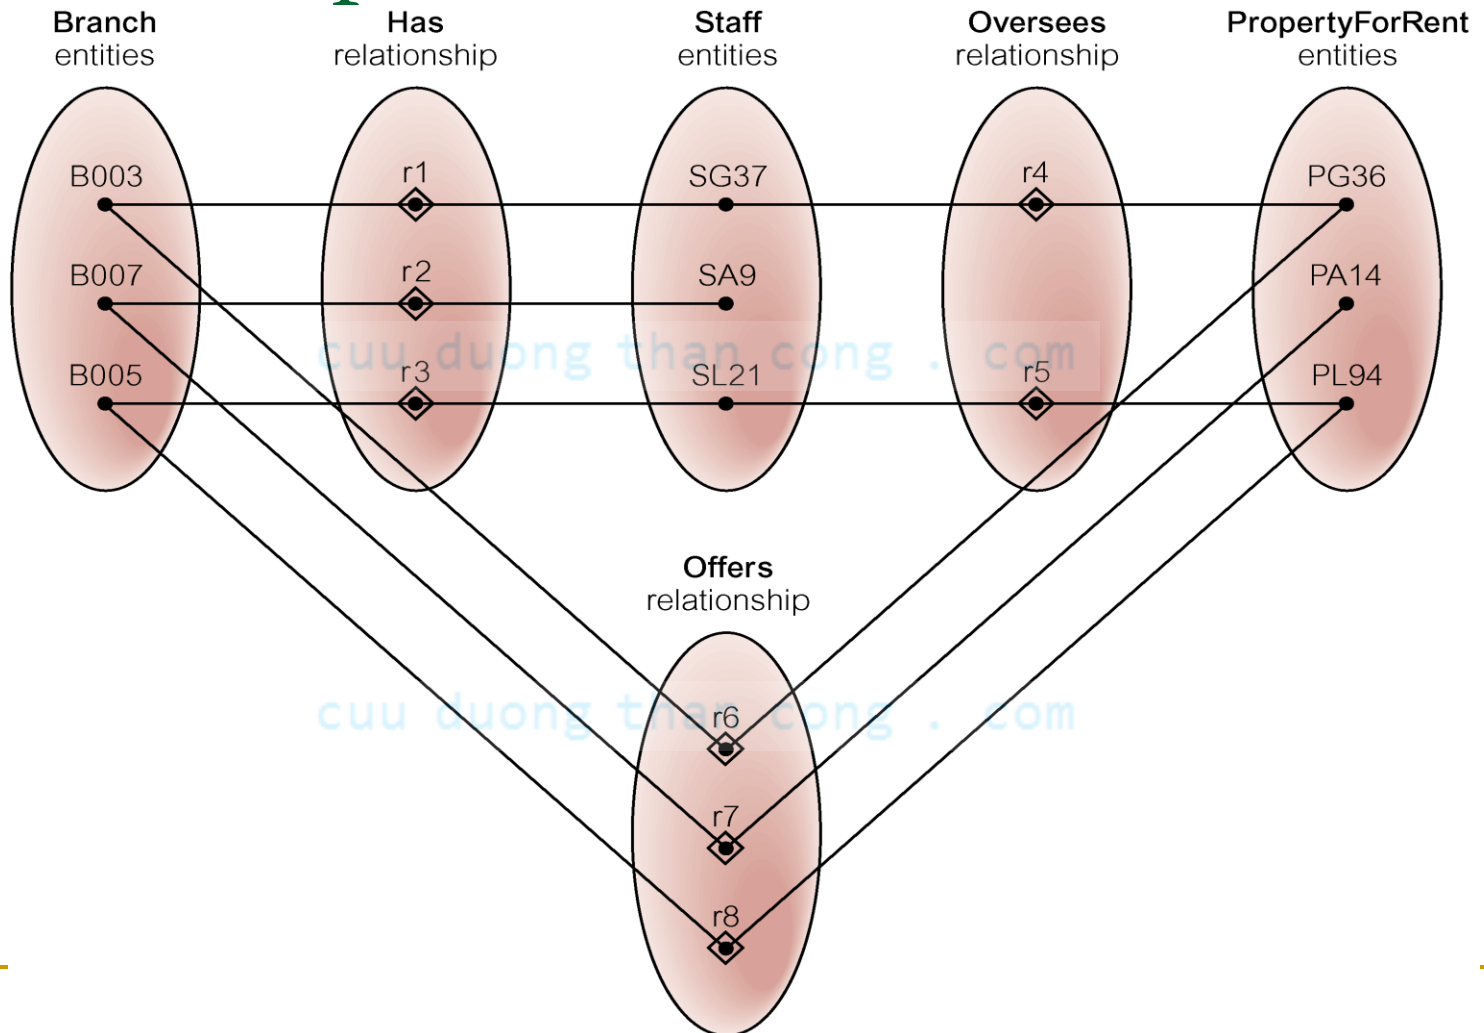 Branch
entities
Has
relationship
Staff
entities
Oversees
relationship
PropertyForRent
entities
B003
r1
SG37
r4
PG36
B007
r2
SA9
PA14
cuu duong than cong . com
B005
r3
SL21
r5
PL94
Offers
relationship
cuu duong than cong . com
r6
r7
r8